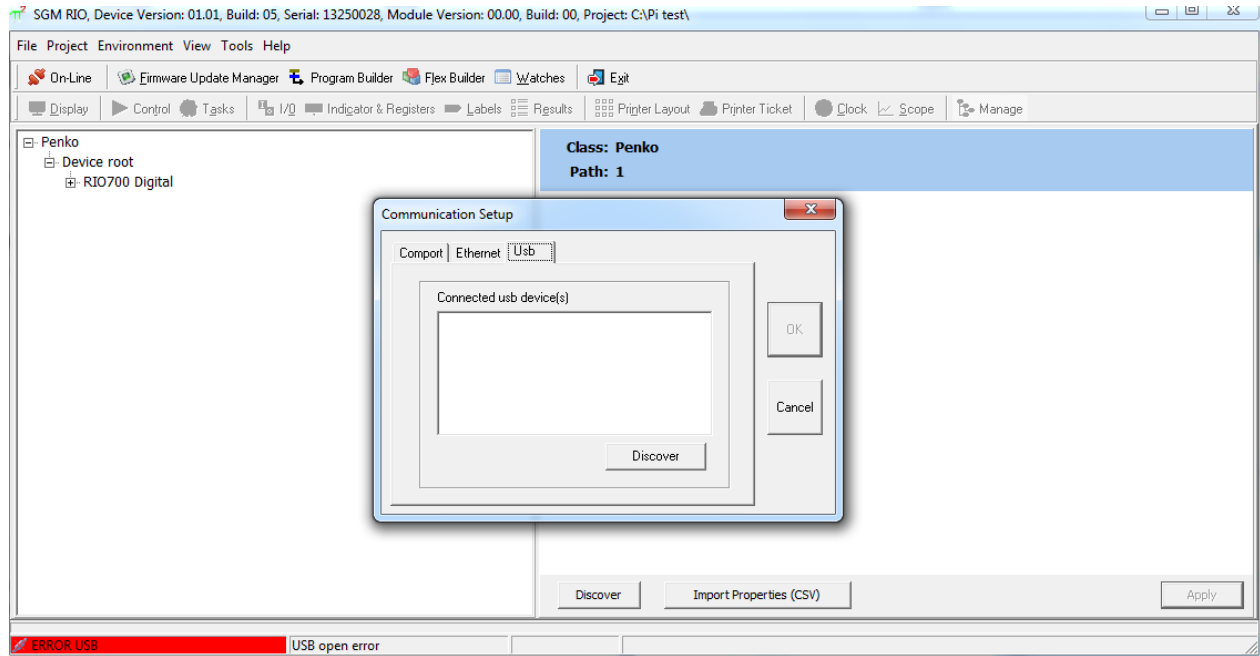 SGM RIO, Device Version: 01.01, Build: 05, Serial: 13250028, Module Version: 00.00, Build: 00, Project: C:\Pi test\
File Project Environment View Tools Help
On-Line Firmware Update Manager Program Builder Flex Builder Watches Exit
Display Control Tasks I/O Indicator & Registers Labels Results Printer Layout Printer Ticket Clock Scope Manage
Penko
Device root
RIO700 Digital
Class: Penko
Path: 1
Communication Setup
Comport Ethernet Usb
Connected usb device(s)
OK
Cancel
Discover
Discover Import Properties (CSV) Apply
ERROR USB USB open error